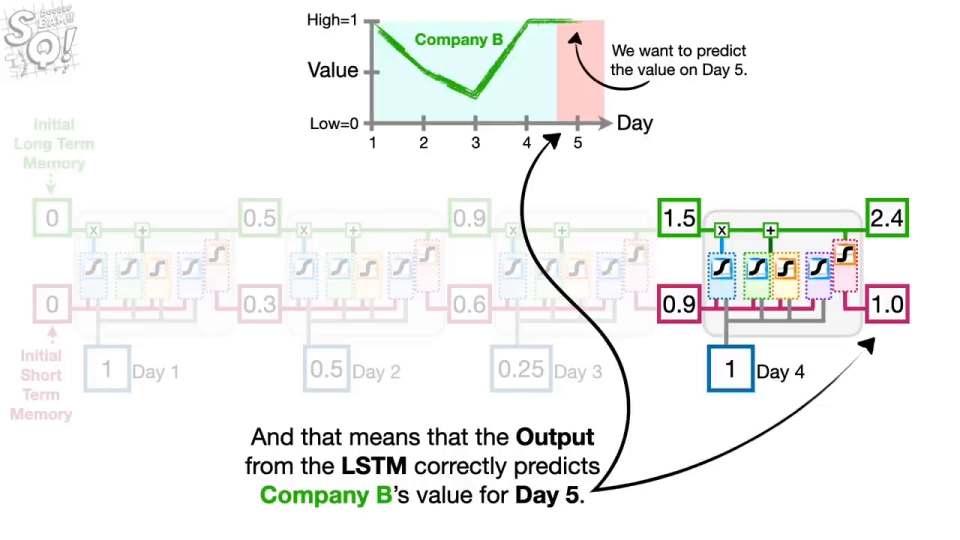 DOUBLE
BAM!!
SQ!
High=1
Company B
We want to predict
the value on Day 5.
Value
Low=0
Day
1 2 3 4 5
Initial
Long Term
Memory
0 0.5 0.9 1.5 2.4
x + x + x + x +
0 0.3 0.6 0.9 1.0
1 Day 1 0.5 Day 2 0.25 Day 3 1 Day 4
Initial
Short
Term
Memory
And that means that the Output
from the LSTM correctly predicts
Company B's value for Day 5.